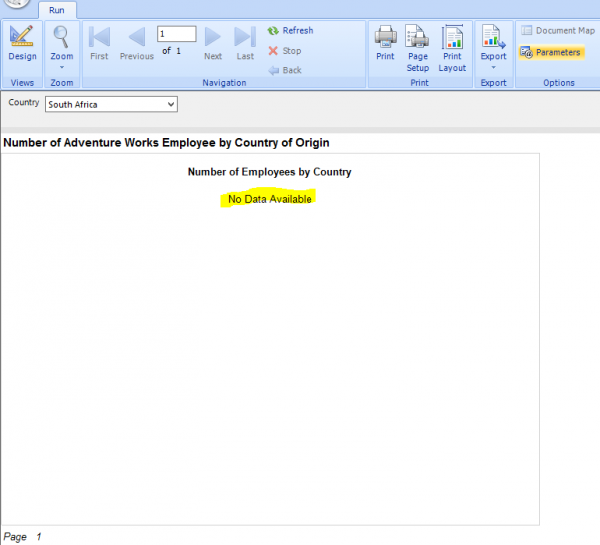 Run
Design
Zoom
First
Previous
1
of 1
Next
Last
Refresh
Stop
Back
Print
Page
Setup
Print
Layout
Export
Document Map
Parameters
Views
Zoom
Navigation
Print
Export
Options
Country
South Africa
Number of Adventure Works Employee by Country of Origin
Number of Employees by Country
No Data Available
Page 1